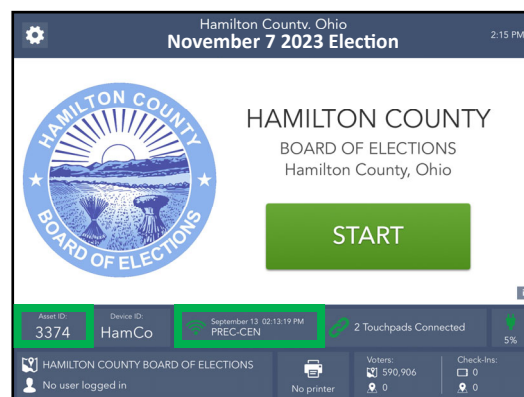 Hamilton County, Ohio
November 7 2023 Election
2:15 PM
HAMILTON COUNTY
BOARD OF ELECTIONS
HAMILTON COUNTY
BOARD OF ELECTIONS
Hamilton County, Ohio
START
Asset ID:
3374
Device ID:
HamCo
September 13 02:13:19 PM
PREC-CEN
2 Touchpads Connected
5%
HAMILTON COUNTY BOARD OF ELECTIONS
No user logged in
No printer
Voters:
590,906
0
Check-Ins:
0
0